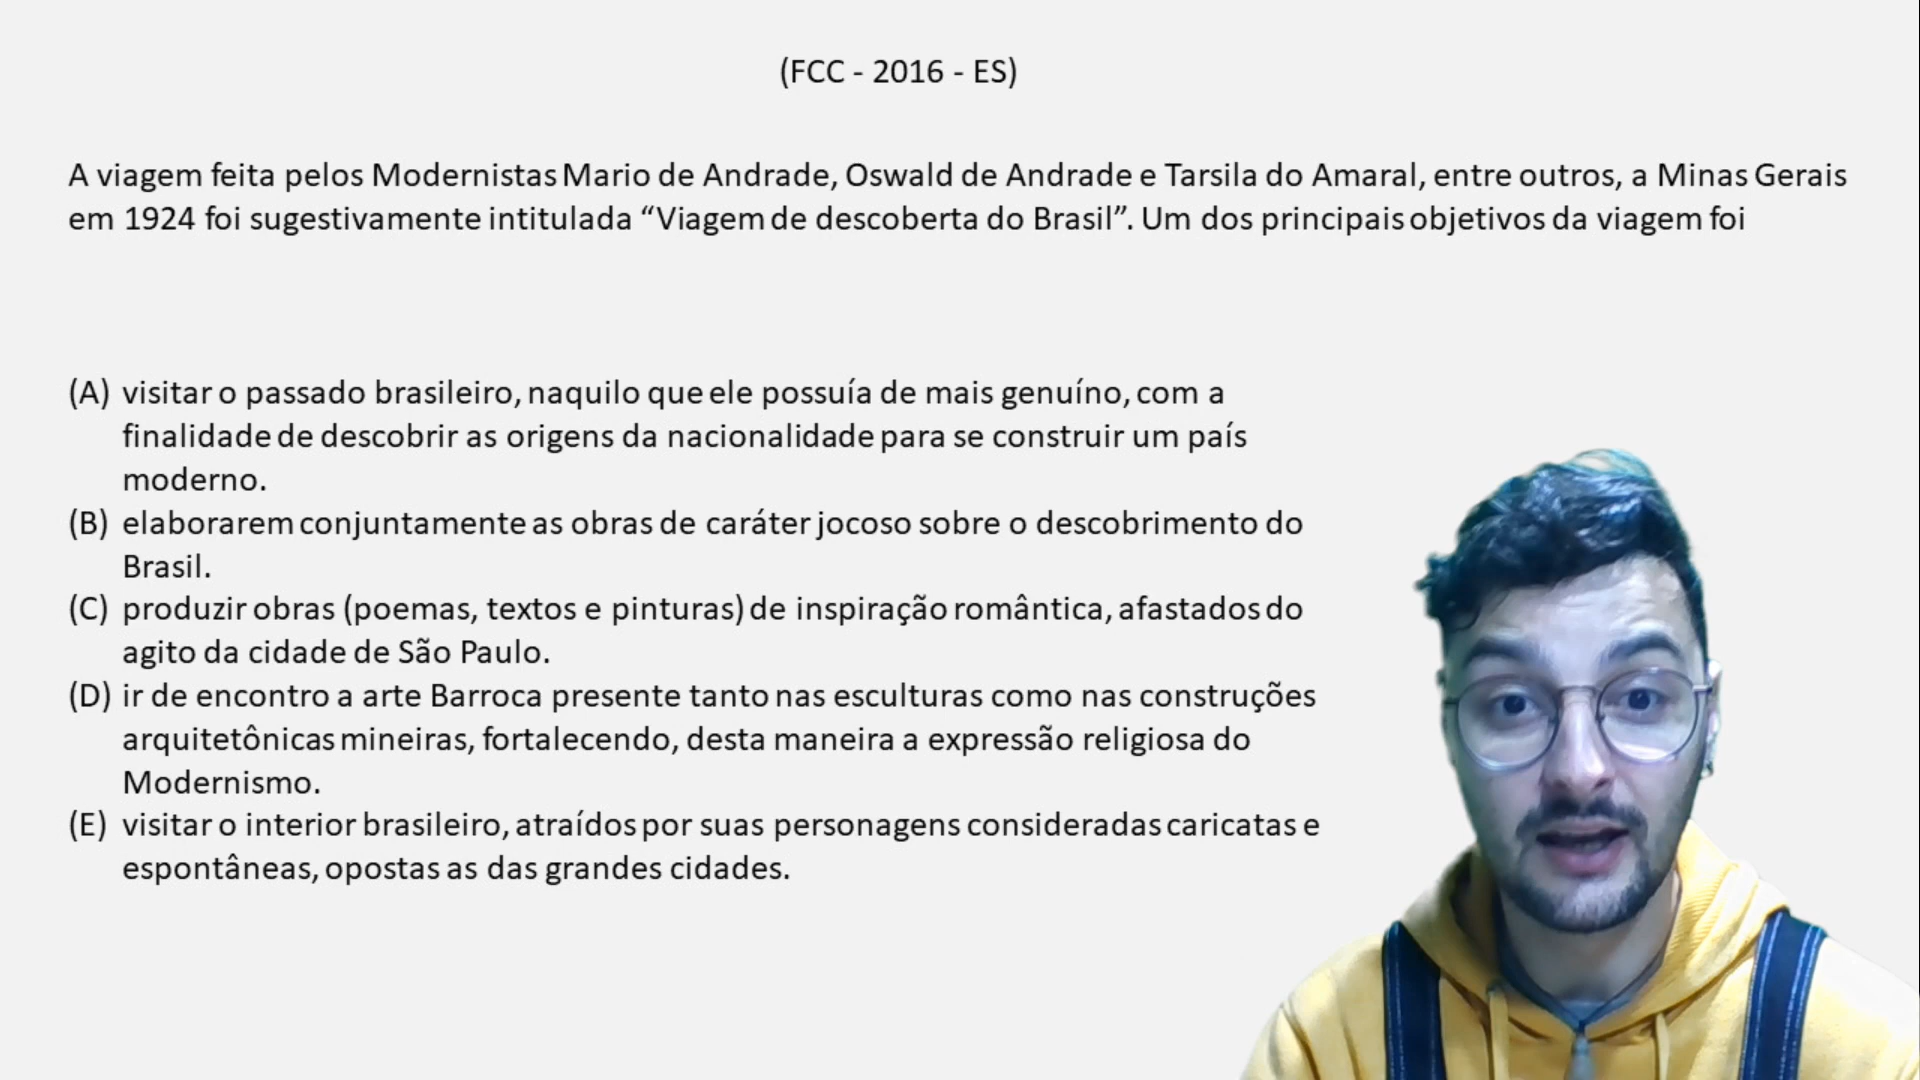 (FCC - 2016 - ES)
A viagem feita pelos Modernistas Mario de Andrade, Oswald de Andrade e Tarsila do Amaral, entre outros, a Minas Gerais
em 1924 foi sugestivamente intitulada “Viagem de descoberta do Brasil”. Um dos principais objetivos da viagem foi
(A) visitar o passado brasileiro, naquilo que ele possuía de mais genuíno, com a
finalidade de descobrir as origens da nacionalidade para se construir um país
moderno.
(B) elaborarem conjuntamente as obras de caráter jocoso sobre o descobrimento do
Brasil.
(C) produzir obras (poemas, textos e pinturas) de inspiração romântica, afastados do
agito da cidade de São Paulo.
(D) ir de encontro a arte Barroca presente tanto nas esculturas como nas construções
arquitetônicas mineiras, fortalecendo, desta maneira a expressão religiosa do
Modernismo.
(E) visitar o interior brasileiro, atraídos por suas personagens consideradas caricatas e
espontâneas, opostas as das grandes cidades.